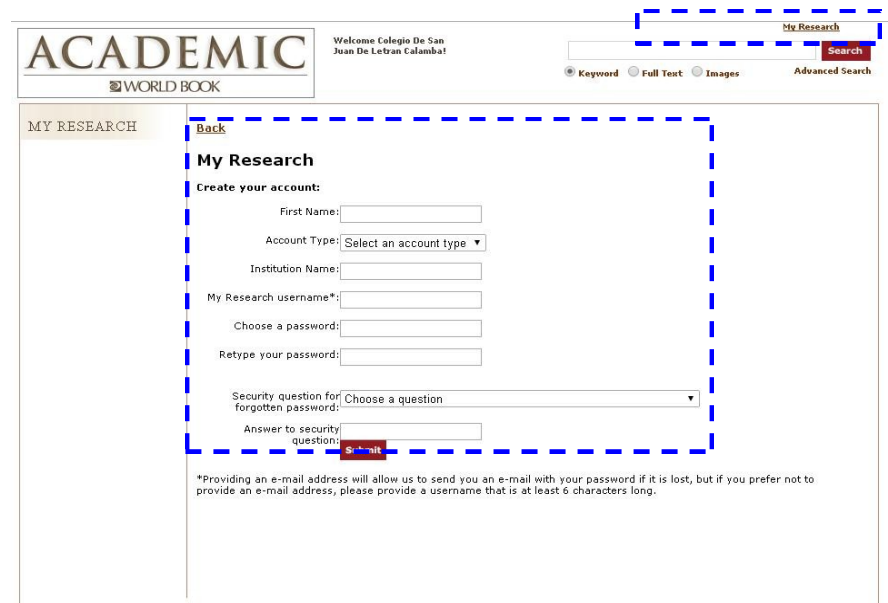 My Research
ACADEMIC
WORLD BOOK
Welcome Colegio De San
Juan De Letran Calamba!
Search
Keyword Full Text Images Advanced Search
MY RESEARCH
Back
My Research
Create your account:
First Name:
Account Type: Select an account type
Institution Name:
My Research username*:
Choose a password:
Retype your password:
Security question for
forgotten password: Choose a question
Answer to security
question:
Submit
*Providing an e-mail address will allow us to send you an e-mail with your password if it is lost, but if you prefer not to
provide an e-mail address, please provide a username that is at least 6 characters long.